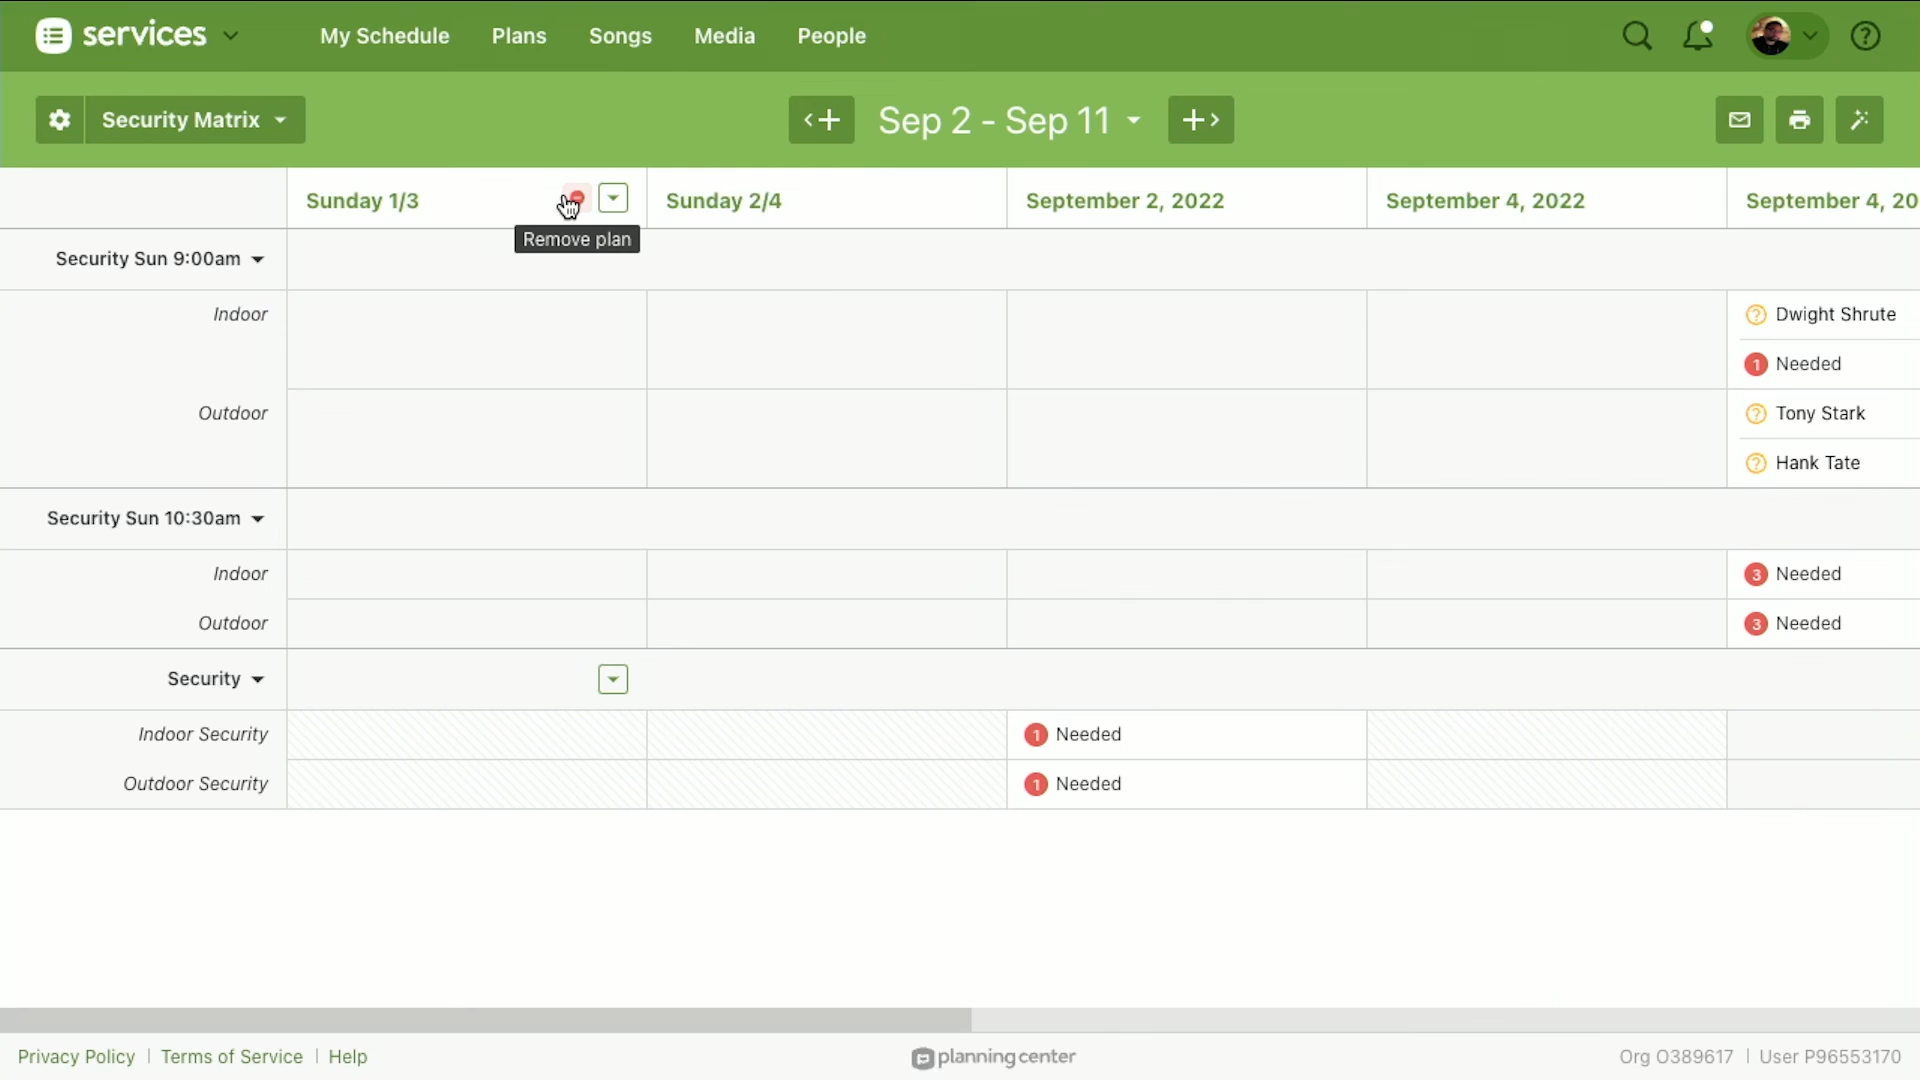 services
My Schedule
Plans
Songs
Media
People
Security Matrix
Sep 2 - Sep 11
Sunday 1/3
Sunday 2/4
September 2, 2022
September 4, 2022
September 4, 20
Remove plan
Security Sun 9:00am
Indoor
Dwight Shrute
1 Needed
Outdoor
Tony Stark
Hank Tate
Security Sun 10:30am
Indoor
3 Needed
Outdoor
3 Needed
Security
Indoor Security
1 Needed
Outdoor Security
1 Needed
Privacy Policy | Terms of Service | Help
planning center
Org O389617 | User P96553170